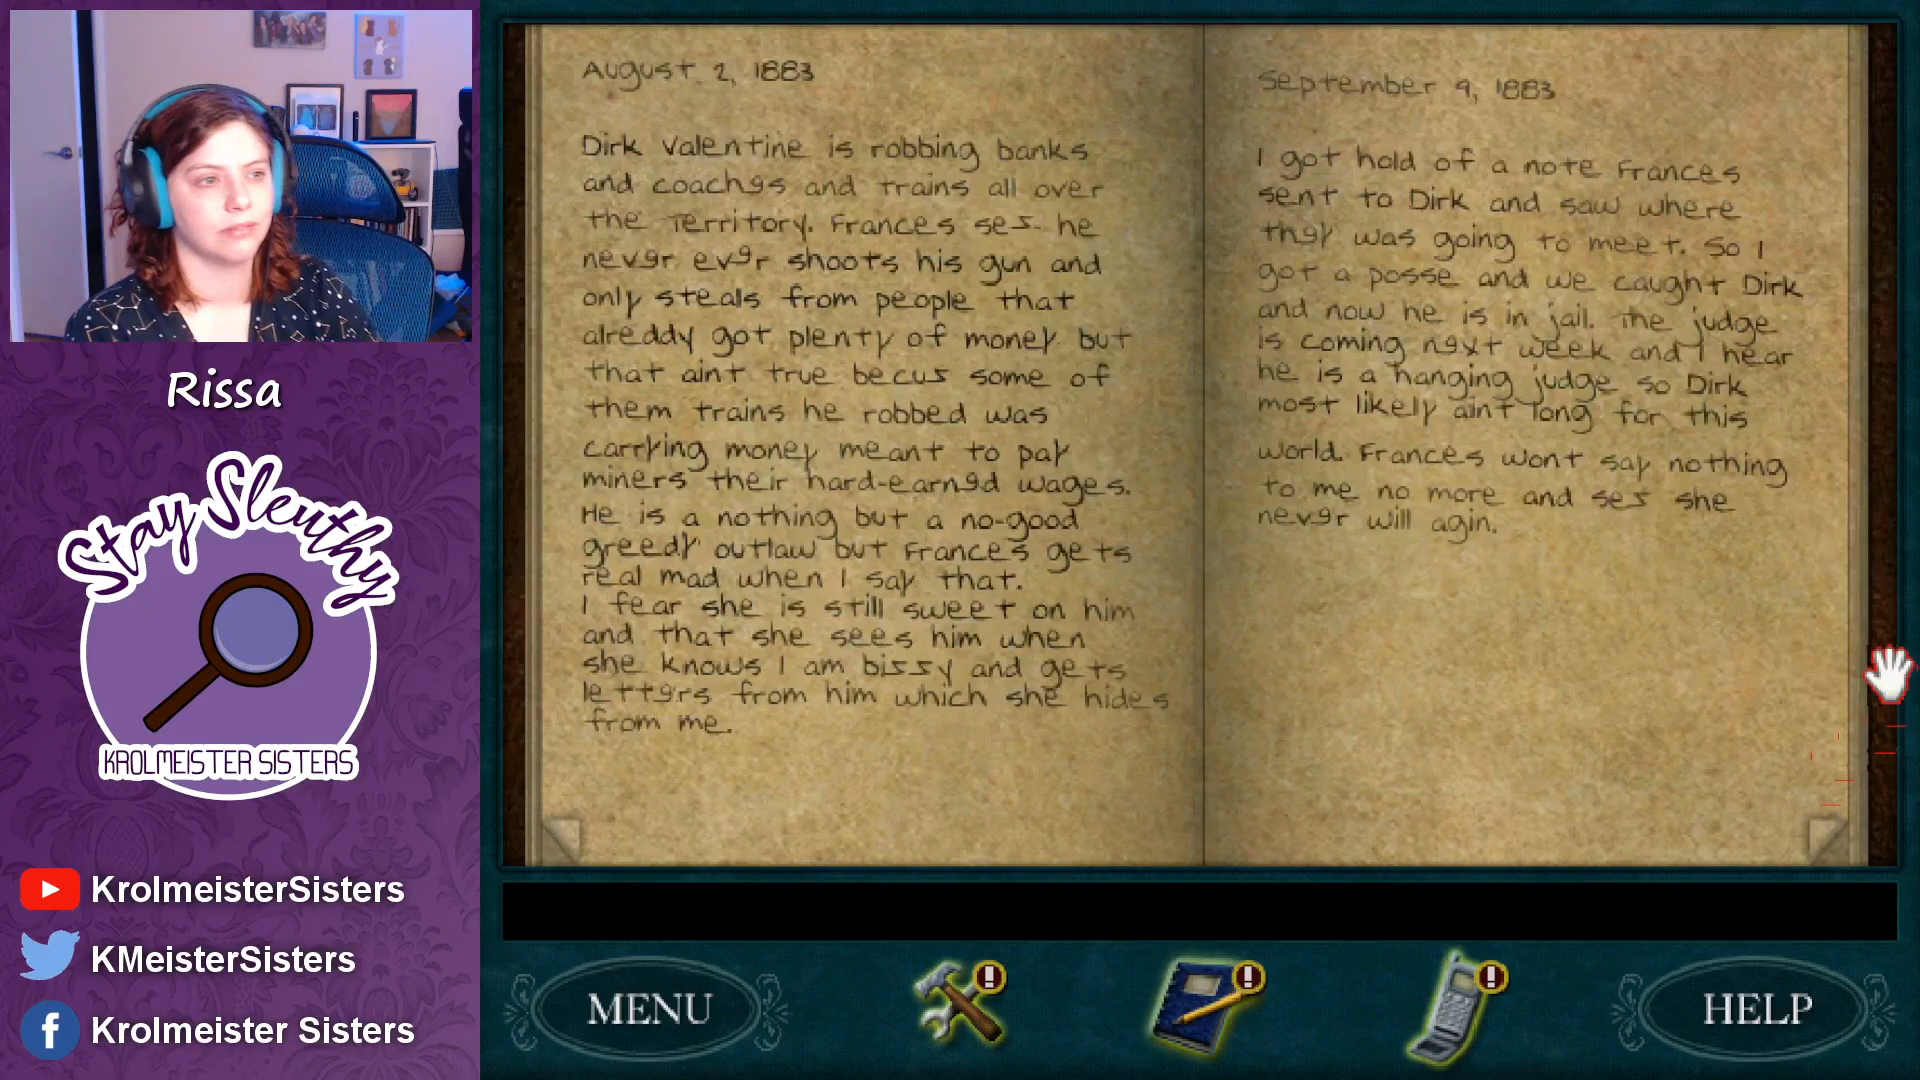 Rissa
Stay Sleuthy
KROLMEISTER SISTERS
KrolmeisterSisters
KMeisterSisters
Krolmeister Sisters
August 2, 1883
Dirk Valentine is robbing banks
and coaches and trains all over
the Territory. Frances ses he
never ever shoots his gun and
only steals from people that
alreddy got plenty of money but
that aint true becus some of
them trains he robbed was
carrying money meant to pay
miners their hard-earned wages.
He is a nothing but a no-good
greedy outlaw but Frances gets
real mad when I say that.
I fear she is still sweet on him
and that she sees him when
she knows I am bissy and gets
letters from him which she hides
from me.
September 9, 1883
I got hold of a note Frances
sent to Dirk and saw where
they was going to meet. So I
got a posse and we caught Dirk
and now he is in jail. The judge
is coming next week and I hear
he is a hanging judge so Dirk
most likely aint long for this
world. Frances wont say nothing
to me no more and ses she
never will agin.
MENU
HELP